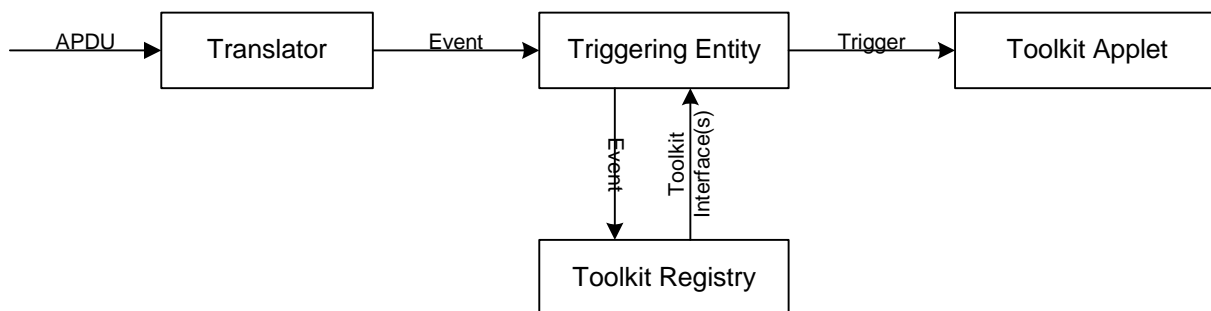 APDU
Translator
Event
Triggering Entity
Trigger
Toolkit Applet
Event
Toolkit
Interface(s)
Toolkit Registry